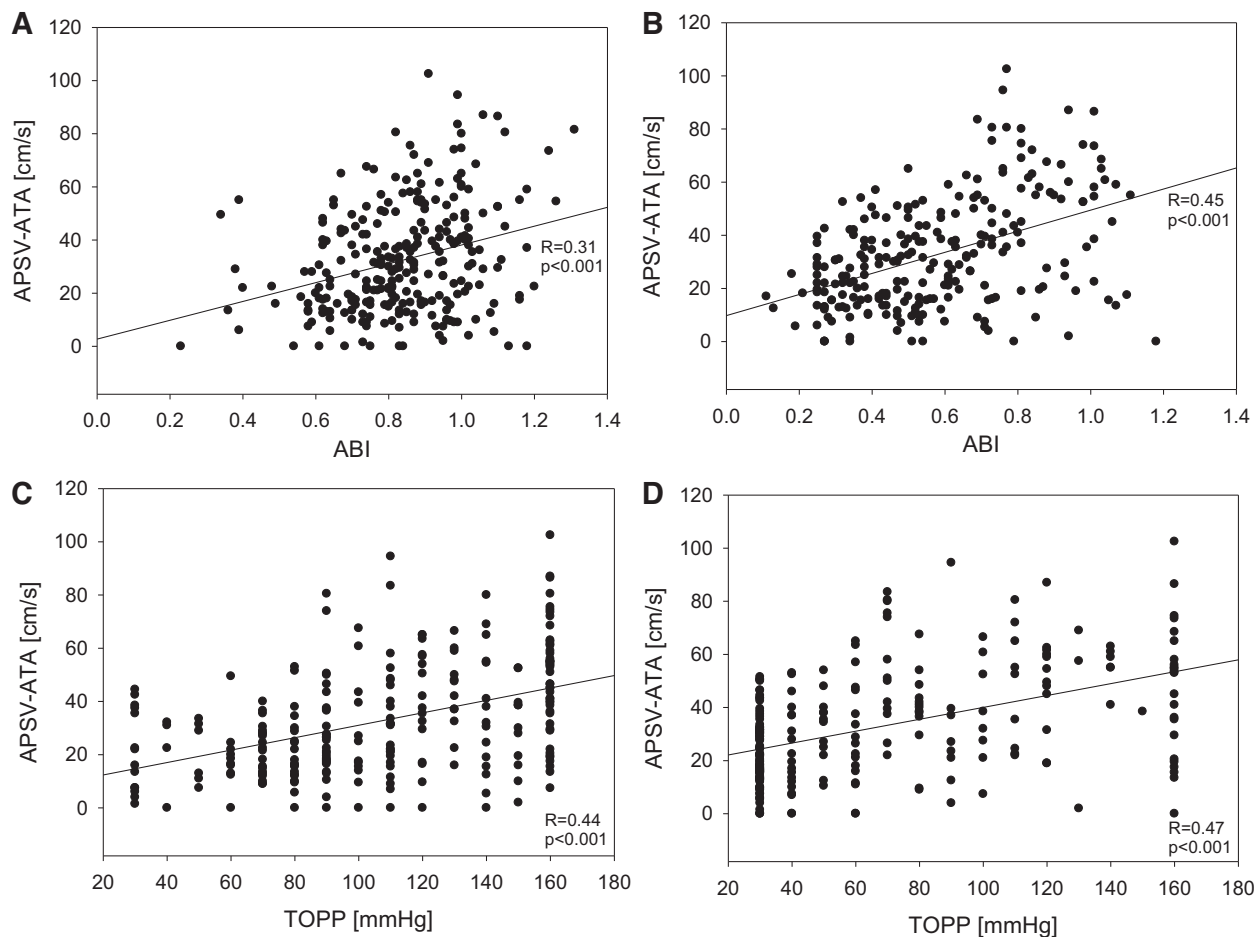 A
APSV-ATA [cm/s]
120
100
80
60
40
20
0
R=0.31
p<0.001
0.0 0.2 0.4 0.6 0.8 1.0 1.2 1.4
ABI
B
APSV-ATA [cm/s]
120
100
80
60
40
20
0
R=0.45
p<0.001
0.0 0.2 0.4 0.6 0.8 1.0 1.2 1.4
ABI
C
APSV-ATA [cm/s]
120
100
80
60
40
20
0
R=0.44
p<0.001
20 40 60 80 100 120 140 160 180
TOPP [mmHg]
D
APSV-ATA [cm/s]
120
100
80
60
40
20
0
R=0.47
p<0.001
20 40 60 80 100 120 140 160 180
TOPP [mmHg]